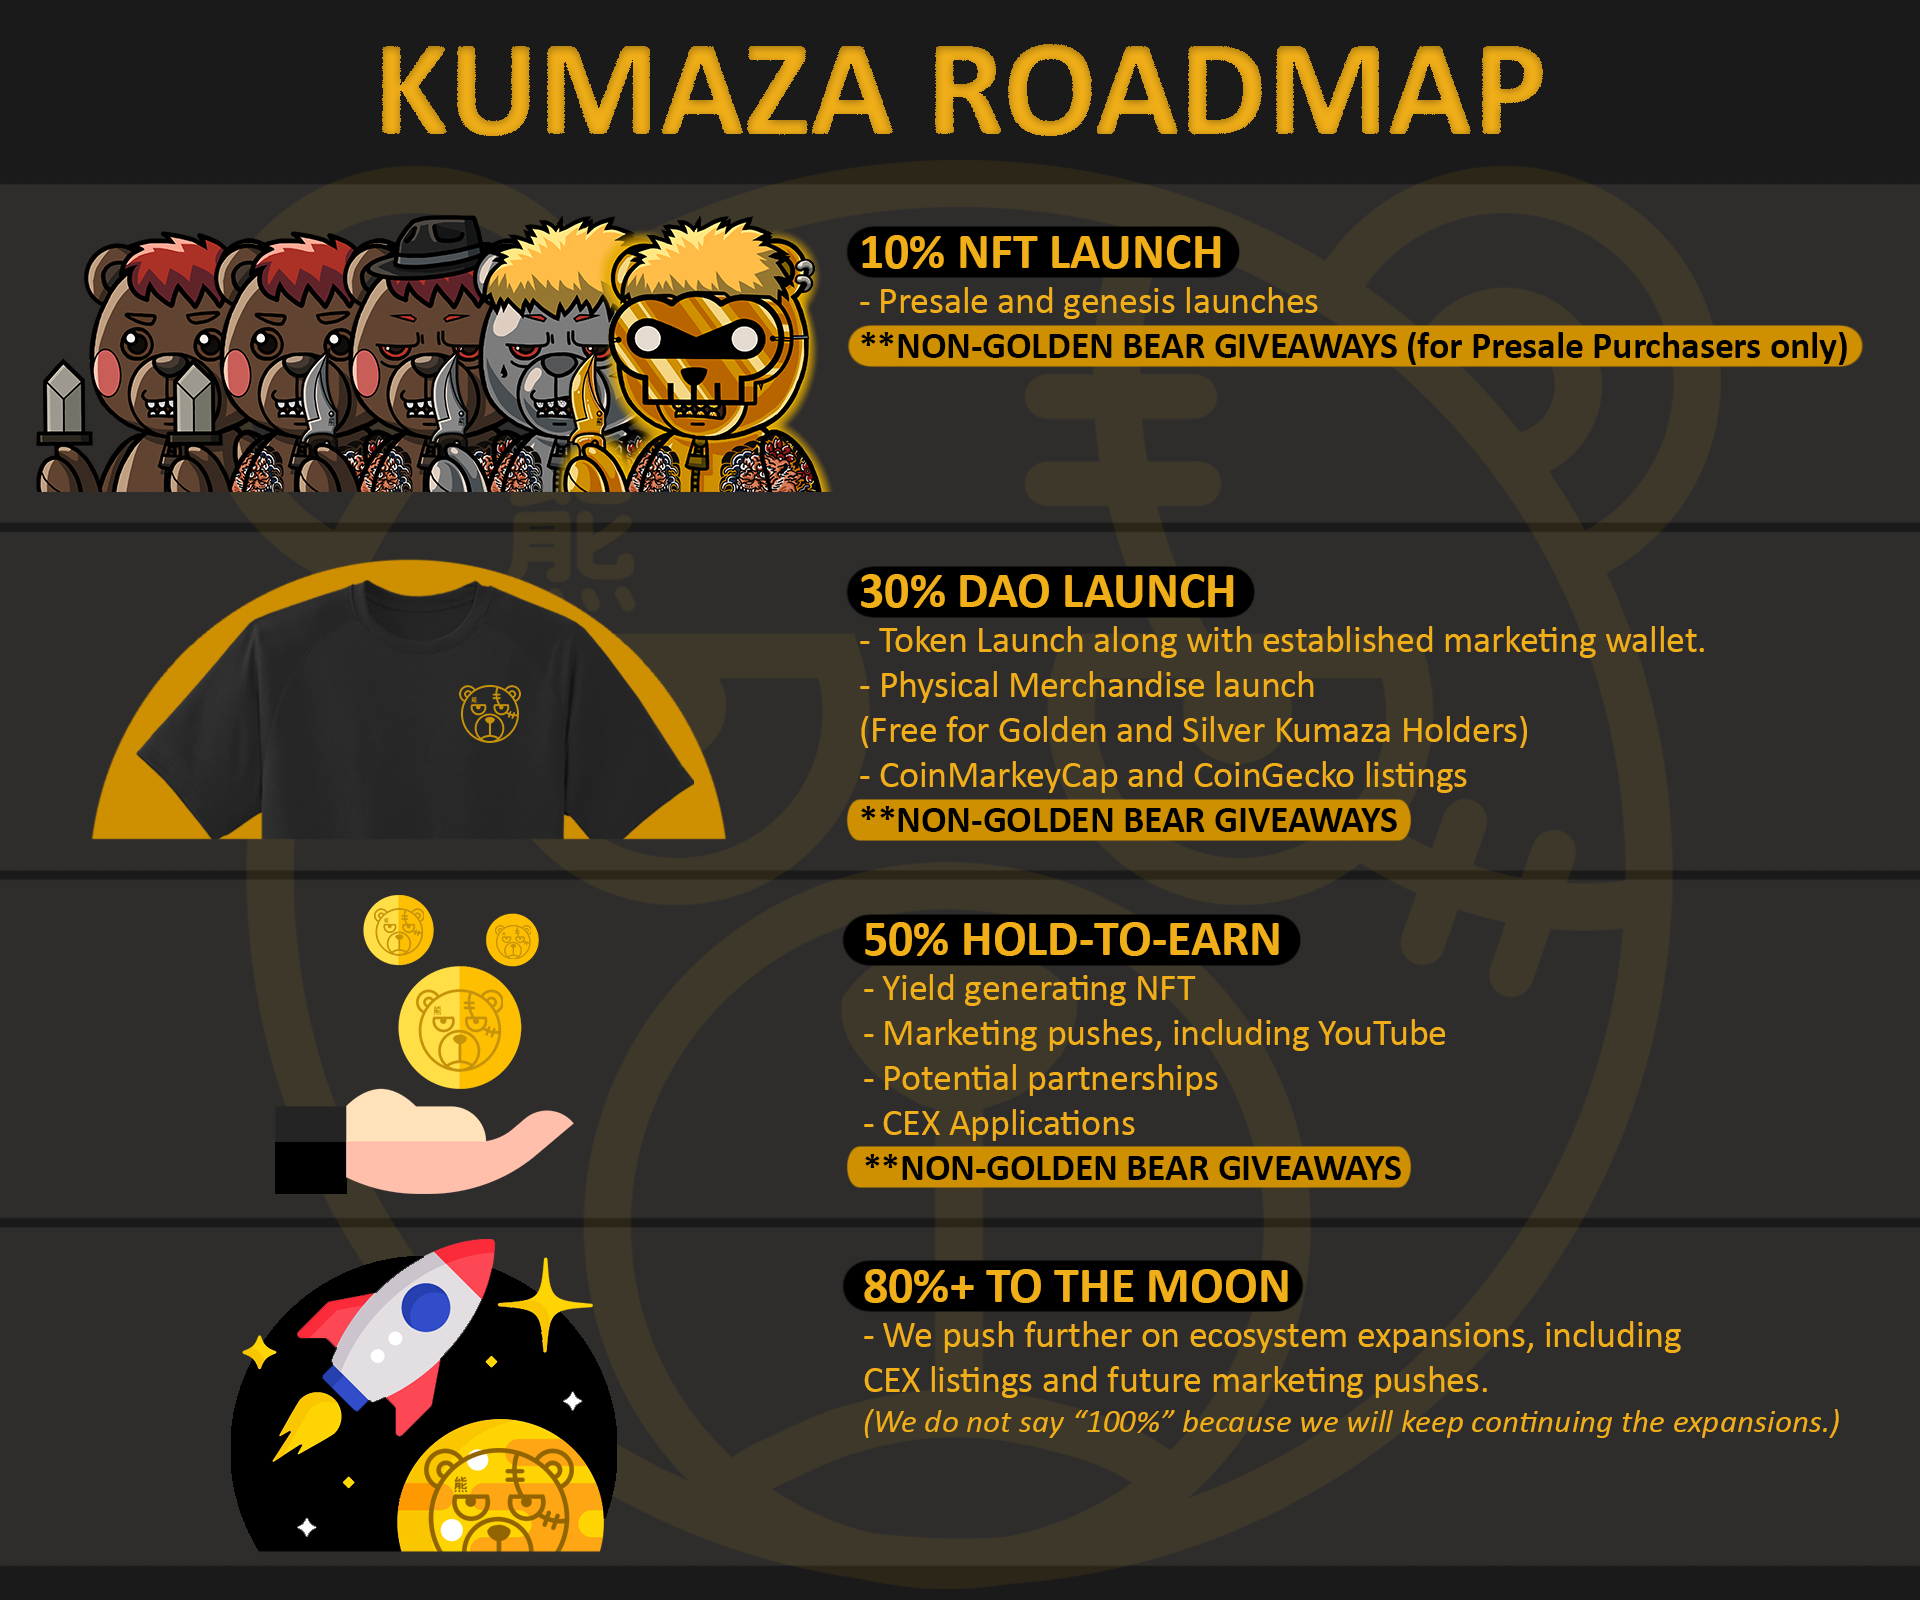 KUMAZA ROADMAP
10% NFT LAUNCH
- Presale and genesis launches
**NON-GOLDEN BEAR GIVEAWAYS (for Presale Purchasers only)
熊
30% DAO LAUNCH
- Token Launch along with established marketing wallet.
- Physical Merchandise launch
(Free for Golden and Silver Kumaza Holders)
- CoinMarkeyCap and CoinGecko listings
**NON-GOLDEN BEAR GIVEAWAYS
50% HOLD-TO-EARN
- Yield generating NFT
- Marketing pushes, including YouTube
- Potential partnerships
- CEX Applications
**NON-GOLDEN BEAR GIVEAWAYS
80%+ TO THE MOON
- We push further on ecosystem expansions, including
CEX listings and future marketing pushes.
(We do not say “100%” because we will keep continuing the expansions.)
熊